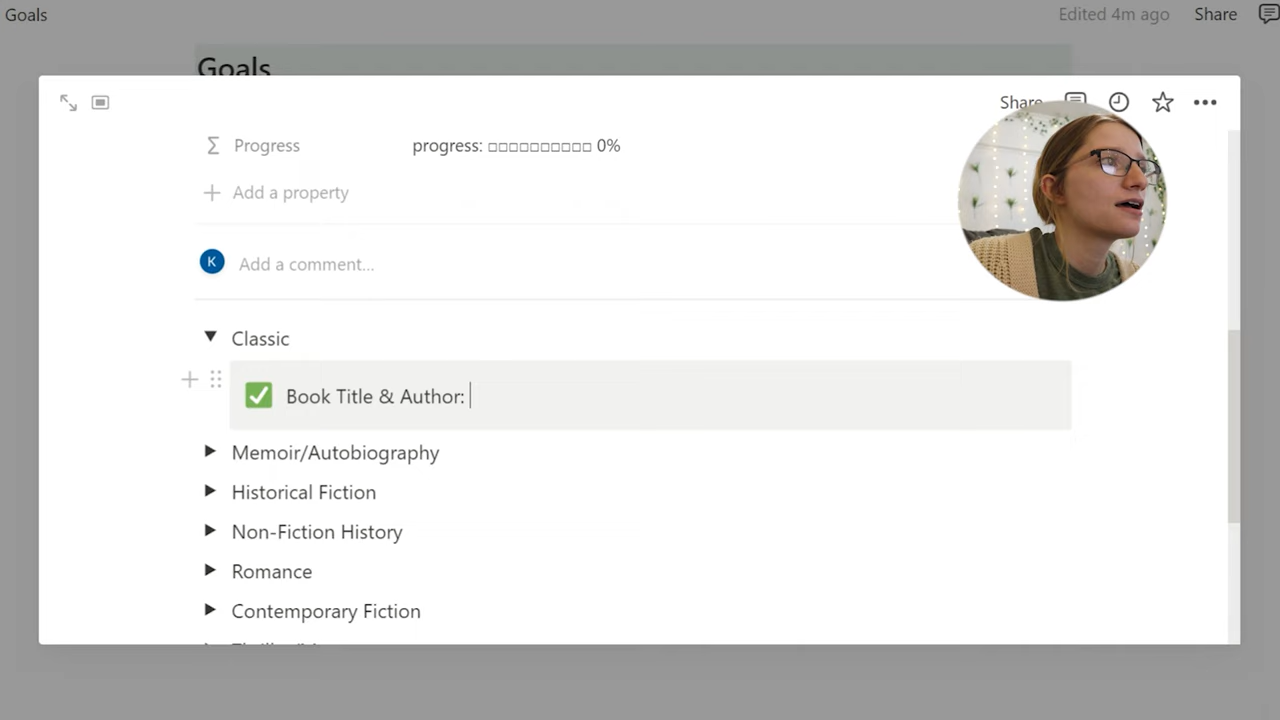 Goals
Edited 4m ago Share
Goals
Share
Progress progress: □□□□□□□□□□ 0%
Add a property
K Add a comment...
Classic
Book Title & Author:
Memoir/Autobiography
Historical Fiction
Non-Fiction History
Romance
Contemporary Fiction